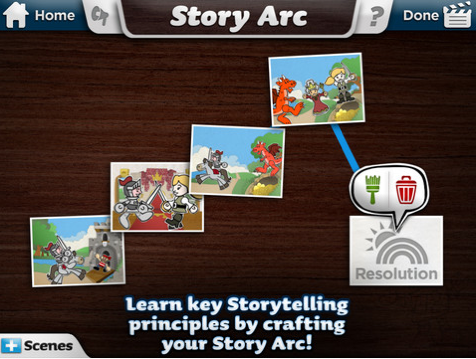 Home
Story Arc
?
Done
Resolution
Learn key Storytelling
principles by crafting
your Story Arc!
+ Scenes